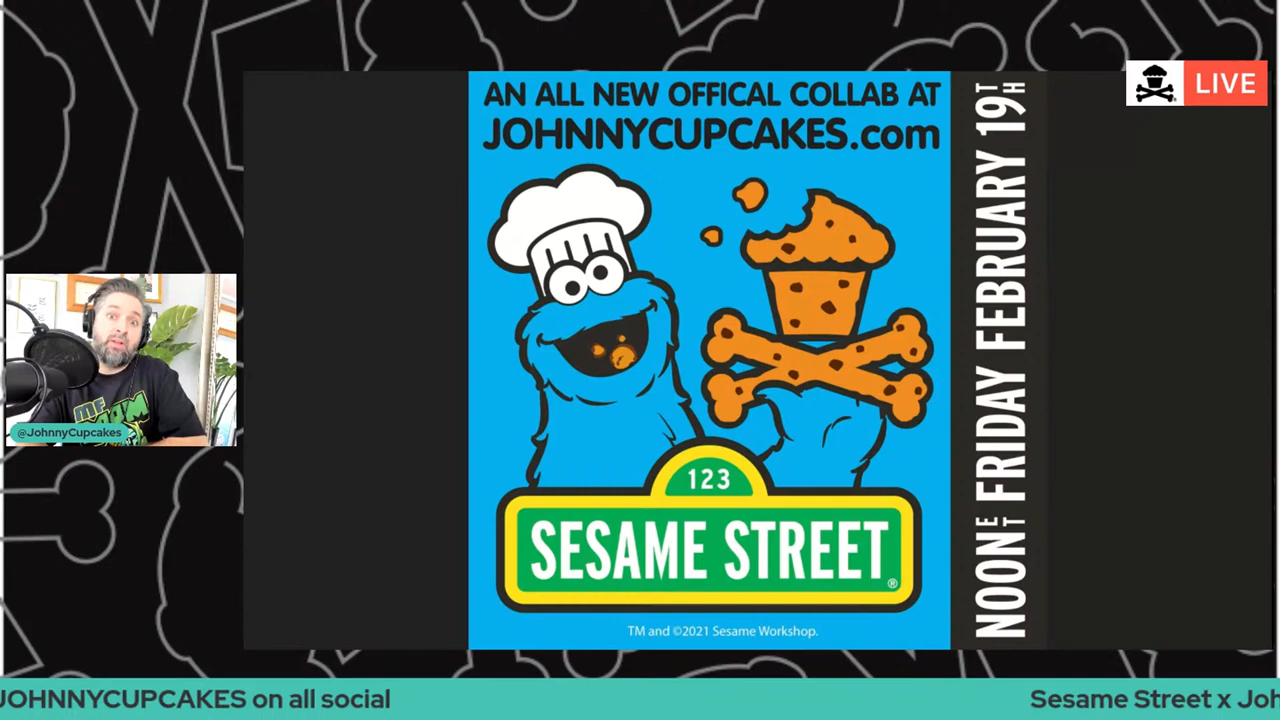 AN ALL NEW OFFICAL COLLAB AT
JOHNNYCUPCAKES.com
LIVE
NOON ET FRIDAY FEBRUARY 19TH
MF
@JohnnyCupcakes
123
SESAME STREET®
TM and ©2021 Sesame Workshop.
JOHNNYCUPCAKES on all social
Sesame Street x Joh